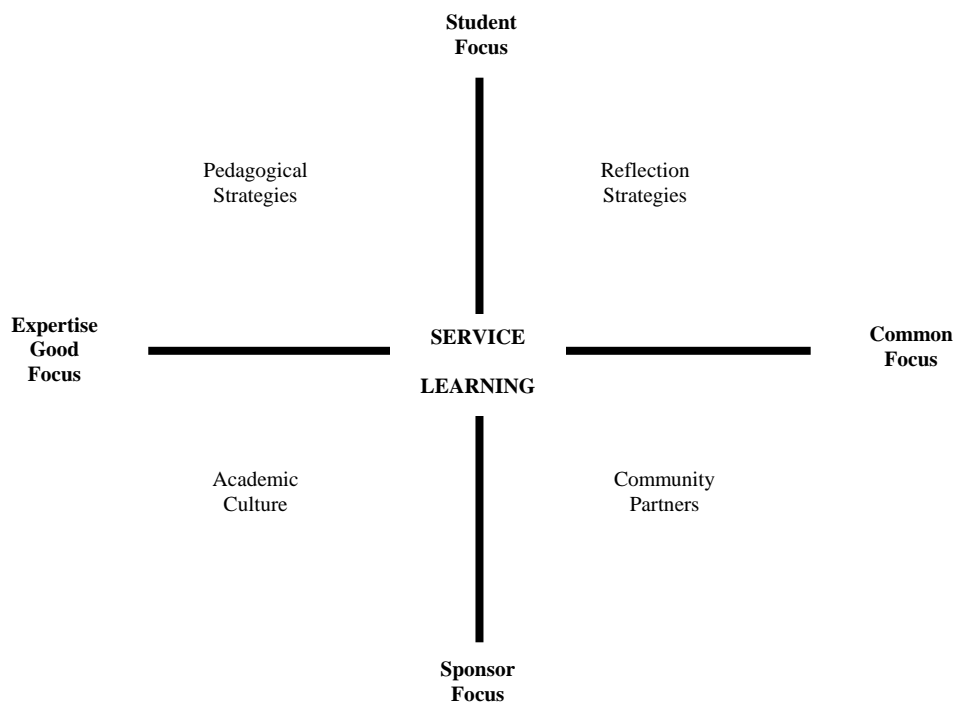 Student
Focus
Pedagogical
Strategies
Reflection
Strategies
Expertise
Good
Focus
SERVICE
LEARNING
Common
Focus
Academic
Culture
Community
Partners
Sponsor
Focus